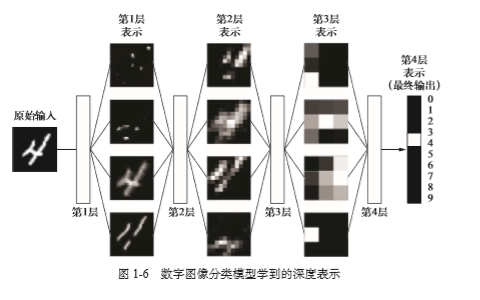 第1层
表示
第2层
表示
第3层
表示
第4层
表示
（最终输出）
原始输入
0
1
2
3
4
5
6
7
8
9
第1层
第2层
第3层
第4层
图 1-6 数字图像分类模型学到的深度表示